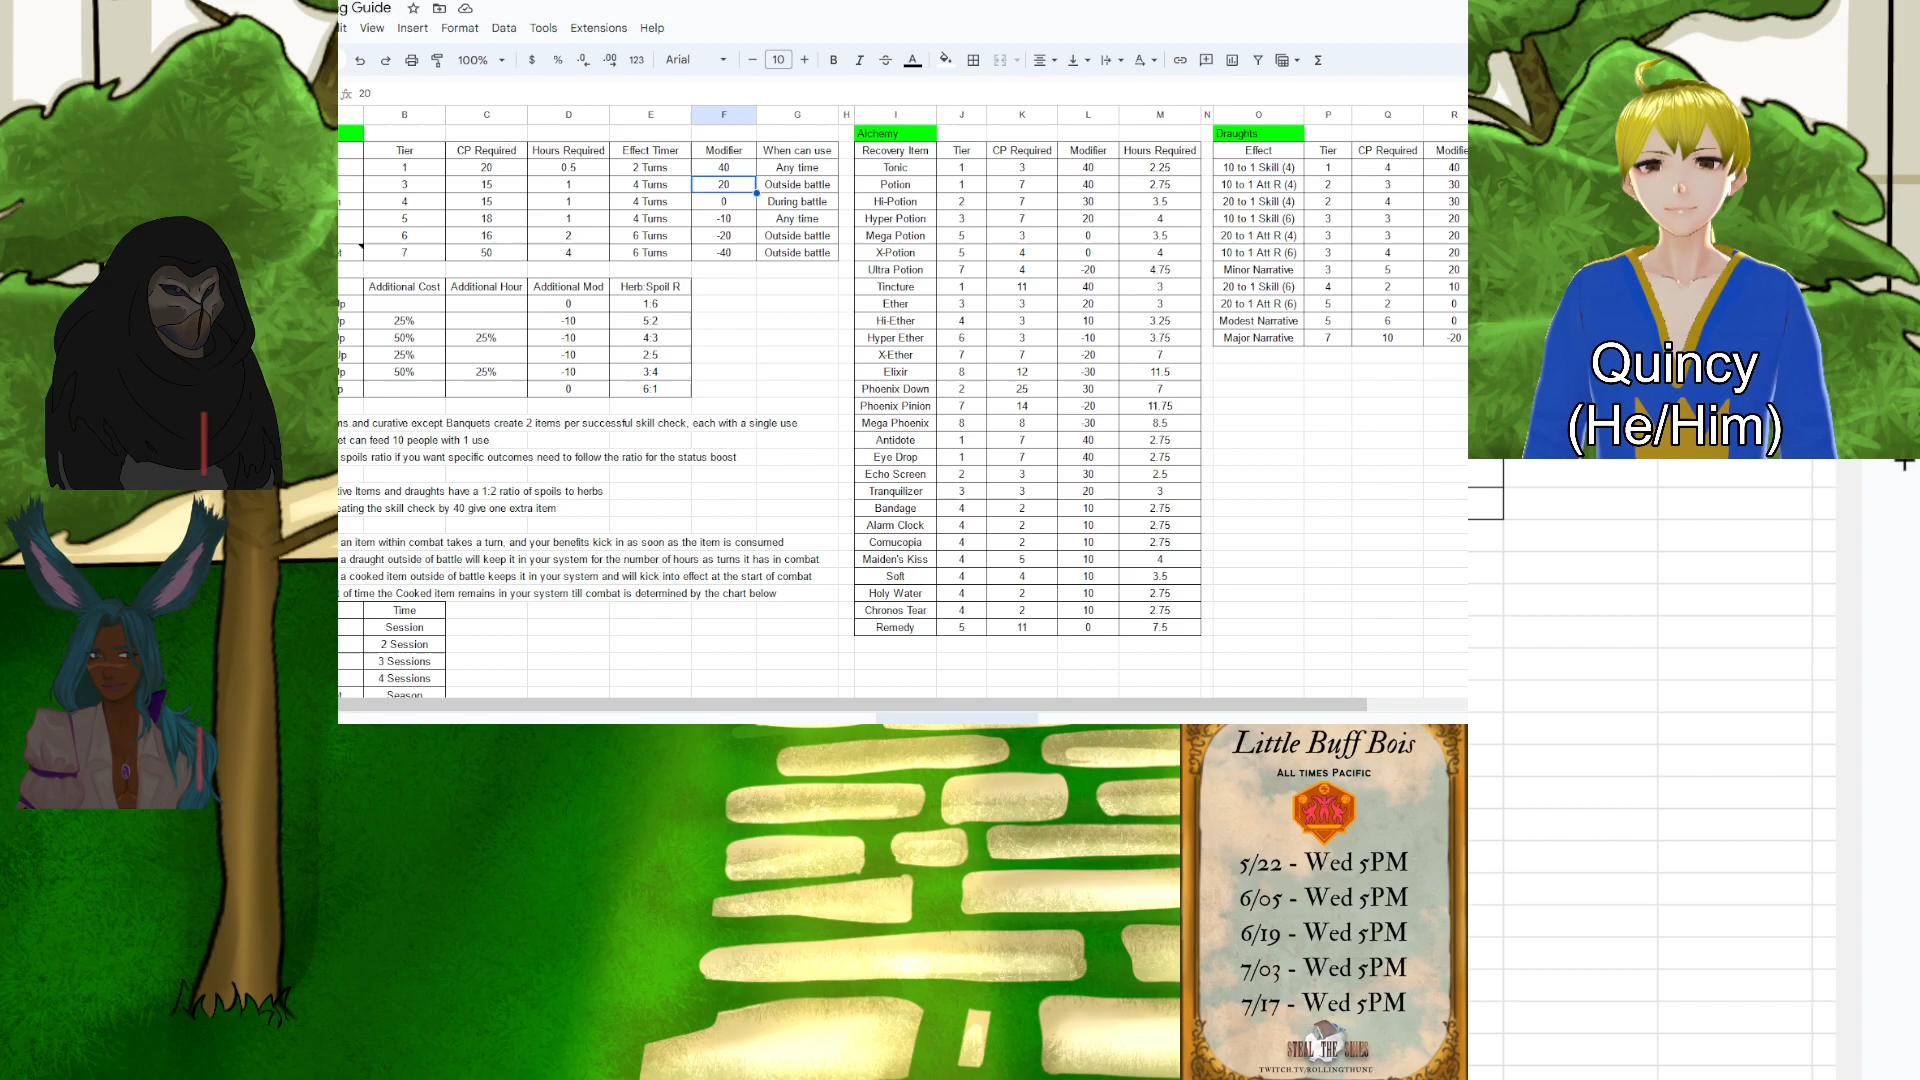 g Guide
it View Insert Format Data Tools Extensions Help
100% $ % .0 .00 123 Arial 10 B I A Σ
fx 20
B C D E F G H I J K L M N O P Q R
Alchemy Draughts
Tier CP Required Hours Required Effect Timer Modifier When can use Recovery Item Tier CP Required Modifier Hours Required Effect Tier CP Required Modifie
1 20 0.5 2 Turns 40 Any time Tonic 1 3 40 2.25 10 to 1 Skill (4) 1 4 40
3 15 1 4 Turns 20 Outside battle Potion 1 7 40 2.75 10 to 1 Att R (4) 2 3 30
4 15 1 4 Turns 0 During battle Hi-Potion 2 7 30 3.5 20 to 1 Skill (4) 2 4 30
5 18 1 4 Turns -10 Any time Hyper Potion 3 7 20 4 10 to 1 Skill (6) 3 3 20
6 16 2 6 Turns -20 Outside battle Mega Potion 5 3 0 3.5 20 to 1 Att R (4) 3 3 20
7 50 4 6 Turns -40 Outside battle X-Potion 5 4 0 4 10 to 1 Att R (6) 3 4 20
Ultra Potion 7 4 -20 4.75 Minor Narrative 3 5 20
Additional Cost Additional Hour Additional Mod Herb:Spoil R Tincture 1 11 40 3 20 to 1 Skill (6) 4 2 10
Up 0 1:6 Ether 3 3 20 3 20 to 1 Att R (6) 5 2 0
25% -10 5:2 Hi-Ether 4 3 10 3.25 Modest Narrative 5 6 0
Up 50% 25% -10 4:3 Hyper Ether 6 3 -10 3.75 Major Narrative 7 10 -20
Up 25% -10 2:5 X-Ether 7 7 -20 7
Up 50% 25% -10 3:4 Elixir 8 12 -30 11.5
p 0 6:1 Phoenix Down 2 25 30 7
Phoenix Pinion 7 14 -20 11.75
ms and curative except Banquets create 2 items per successful skill check, each with a single use Mega Phoenix 8 8 -30 8.5
et can feed 10 people with 1 use Antidote 1 7 40 2.75
spoils ratio if you want specific outcomes need to follow the ratio for the status boost Eye Drop 1 7 40 2.75
Echo Screen 2 3 30 2.5
tive Items and draughts have a 1:2 ratio of spoils to herbs Tranquilizer 3 3 20 3
eating the skill check by 40 give one extra item Bandage 4 2 10 2.75
Alarm Clock 4 2 10 2.75
an item within combat takes a turn, and your benefits kick in as soon as the item is consumed Cornucopia 4 2 10 2.75
a draught outside of battle will keep it in your system for the number of hours as turns it has in combat Maiden's Kiss 4 5 10 4
a cooked item outside of battle keeps it in your system and will kick into effect at the start of combat Soft 4 4 10 3.5
of time the Cooked item remains in your system till combat is determined by the chart below Holy Water 4 2 10 2.75
Time Chronos Tear 4 2 10 2.75
Session Remedy 5 11 0 7.5
2 Session
3 Sessions
4 Sessions
Season
Quincy
(He/Him)
Little Buff Bois
All times Pacific
5/22 - Wed 5PM
6/05 - Wed 5PM
6/19 - Wed 5PM
7/03 - Wed 5PM
7/17 - Wed 5PM
STEAL THE SKIES
TWITCH.TV/ROLLINGTHUNE